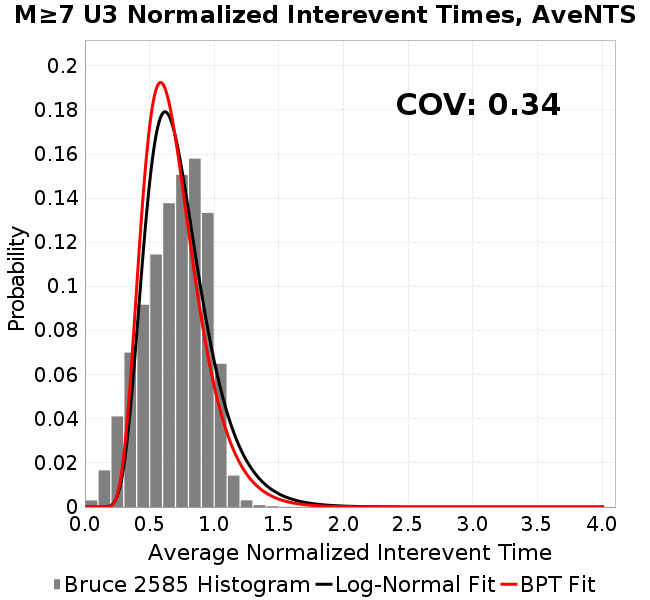 M≥7 U3 Normalized Interevent Times, AveNTS
COV: 0.34
Probability
0.2
0.18
0.16
0.14
0.12
0.1
0.08
0.06
0.04
0.02
0
0.0 0.5 1.0 1.5 2.0 2.5 3.0 3.5 4.0
Average Normalized Interevent Time
Bruce 2585 Histogram Log-Normal Fit BPT Fit